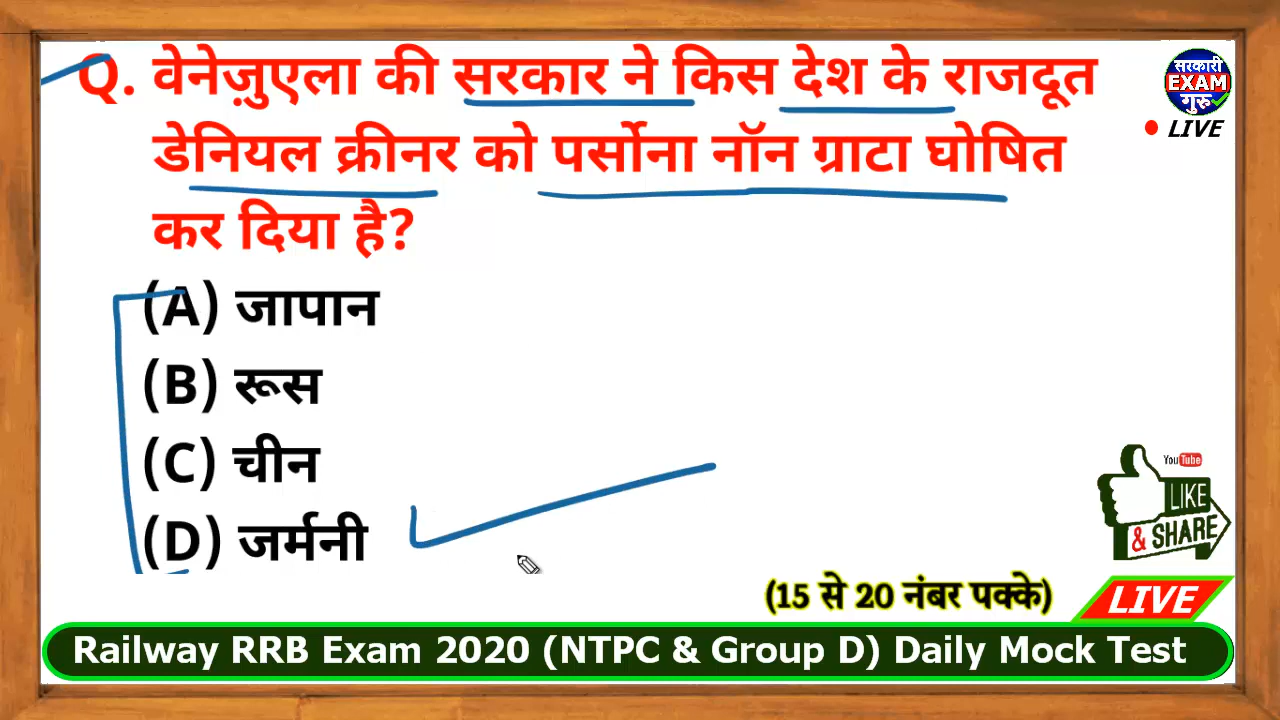 Q. वेनेज़ुएला की सरकार ने किस देश के राजदूत
डेनियल क्रीनर को पर्सोना नॉन ग्राटा घोषित
कर दिया है?
(A) जापान
(B) रूस
(C) चीन
(D) जर्मनी
सरकारी
EXAM
गुरु
LIVE
YouTube
LIKE
& SHARE
(15 से 20 नंबर पक्के)
LIVE
Railway RRB Exam 2020 (NTPC & Group D) Daily Mock Test